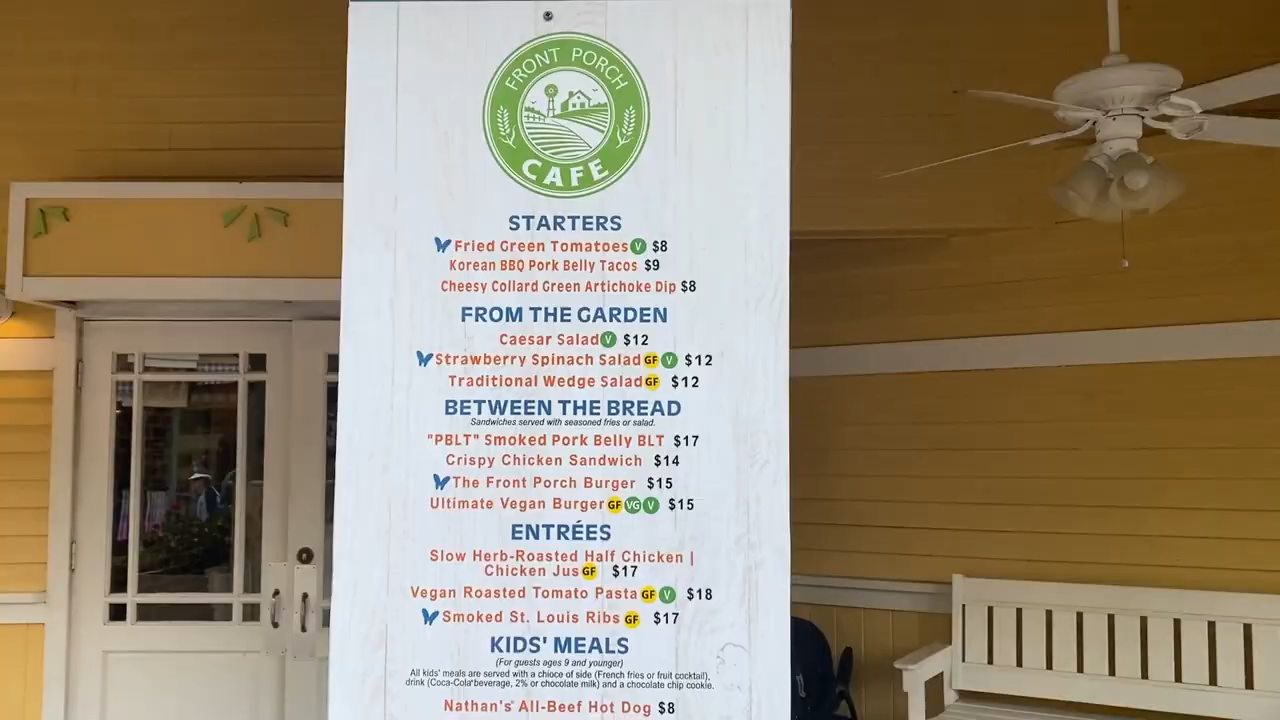 FRONT PORCH
CAFE
STARTERS
Fried Green Tomatoes V $8
Korean BBQ Pork Belly Tacos $9
Cheesy Collard Green Artichoke Dip $8
FROM THE GARDEN
Caesar Salad V $12
Strawberry Spinach Salad GF V $12
Traditional Wedge Salad GF $12
BETWEEN THE BREAD
Sandwiches served with seasoned fries or salad.
"PBLT" Smoked Pork Belly BLT $17
Crispy Chicken Sandwich $14
The Front Porch Burger $15
Ultimate Vegan Burger GF VG V $15
ENTRÉES
Slow Herb-Roasted Half Chicken |
Chicken Jus GF $17
Vegan Roasted Tomato Pasta GF V $18
Smoked St. Louis Ribs GF $17
KIDS' MEALS
(For guests ages 9 and younger)
All kids' meals are served with a chioce of side (French fries or fruit cocktail),
drink (Coca-Cola® beverage, 2% or chocolate milk) and a chocolate chip cookie.
Nathan's® All-Beef Hot Dog $8